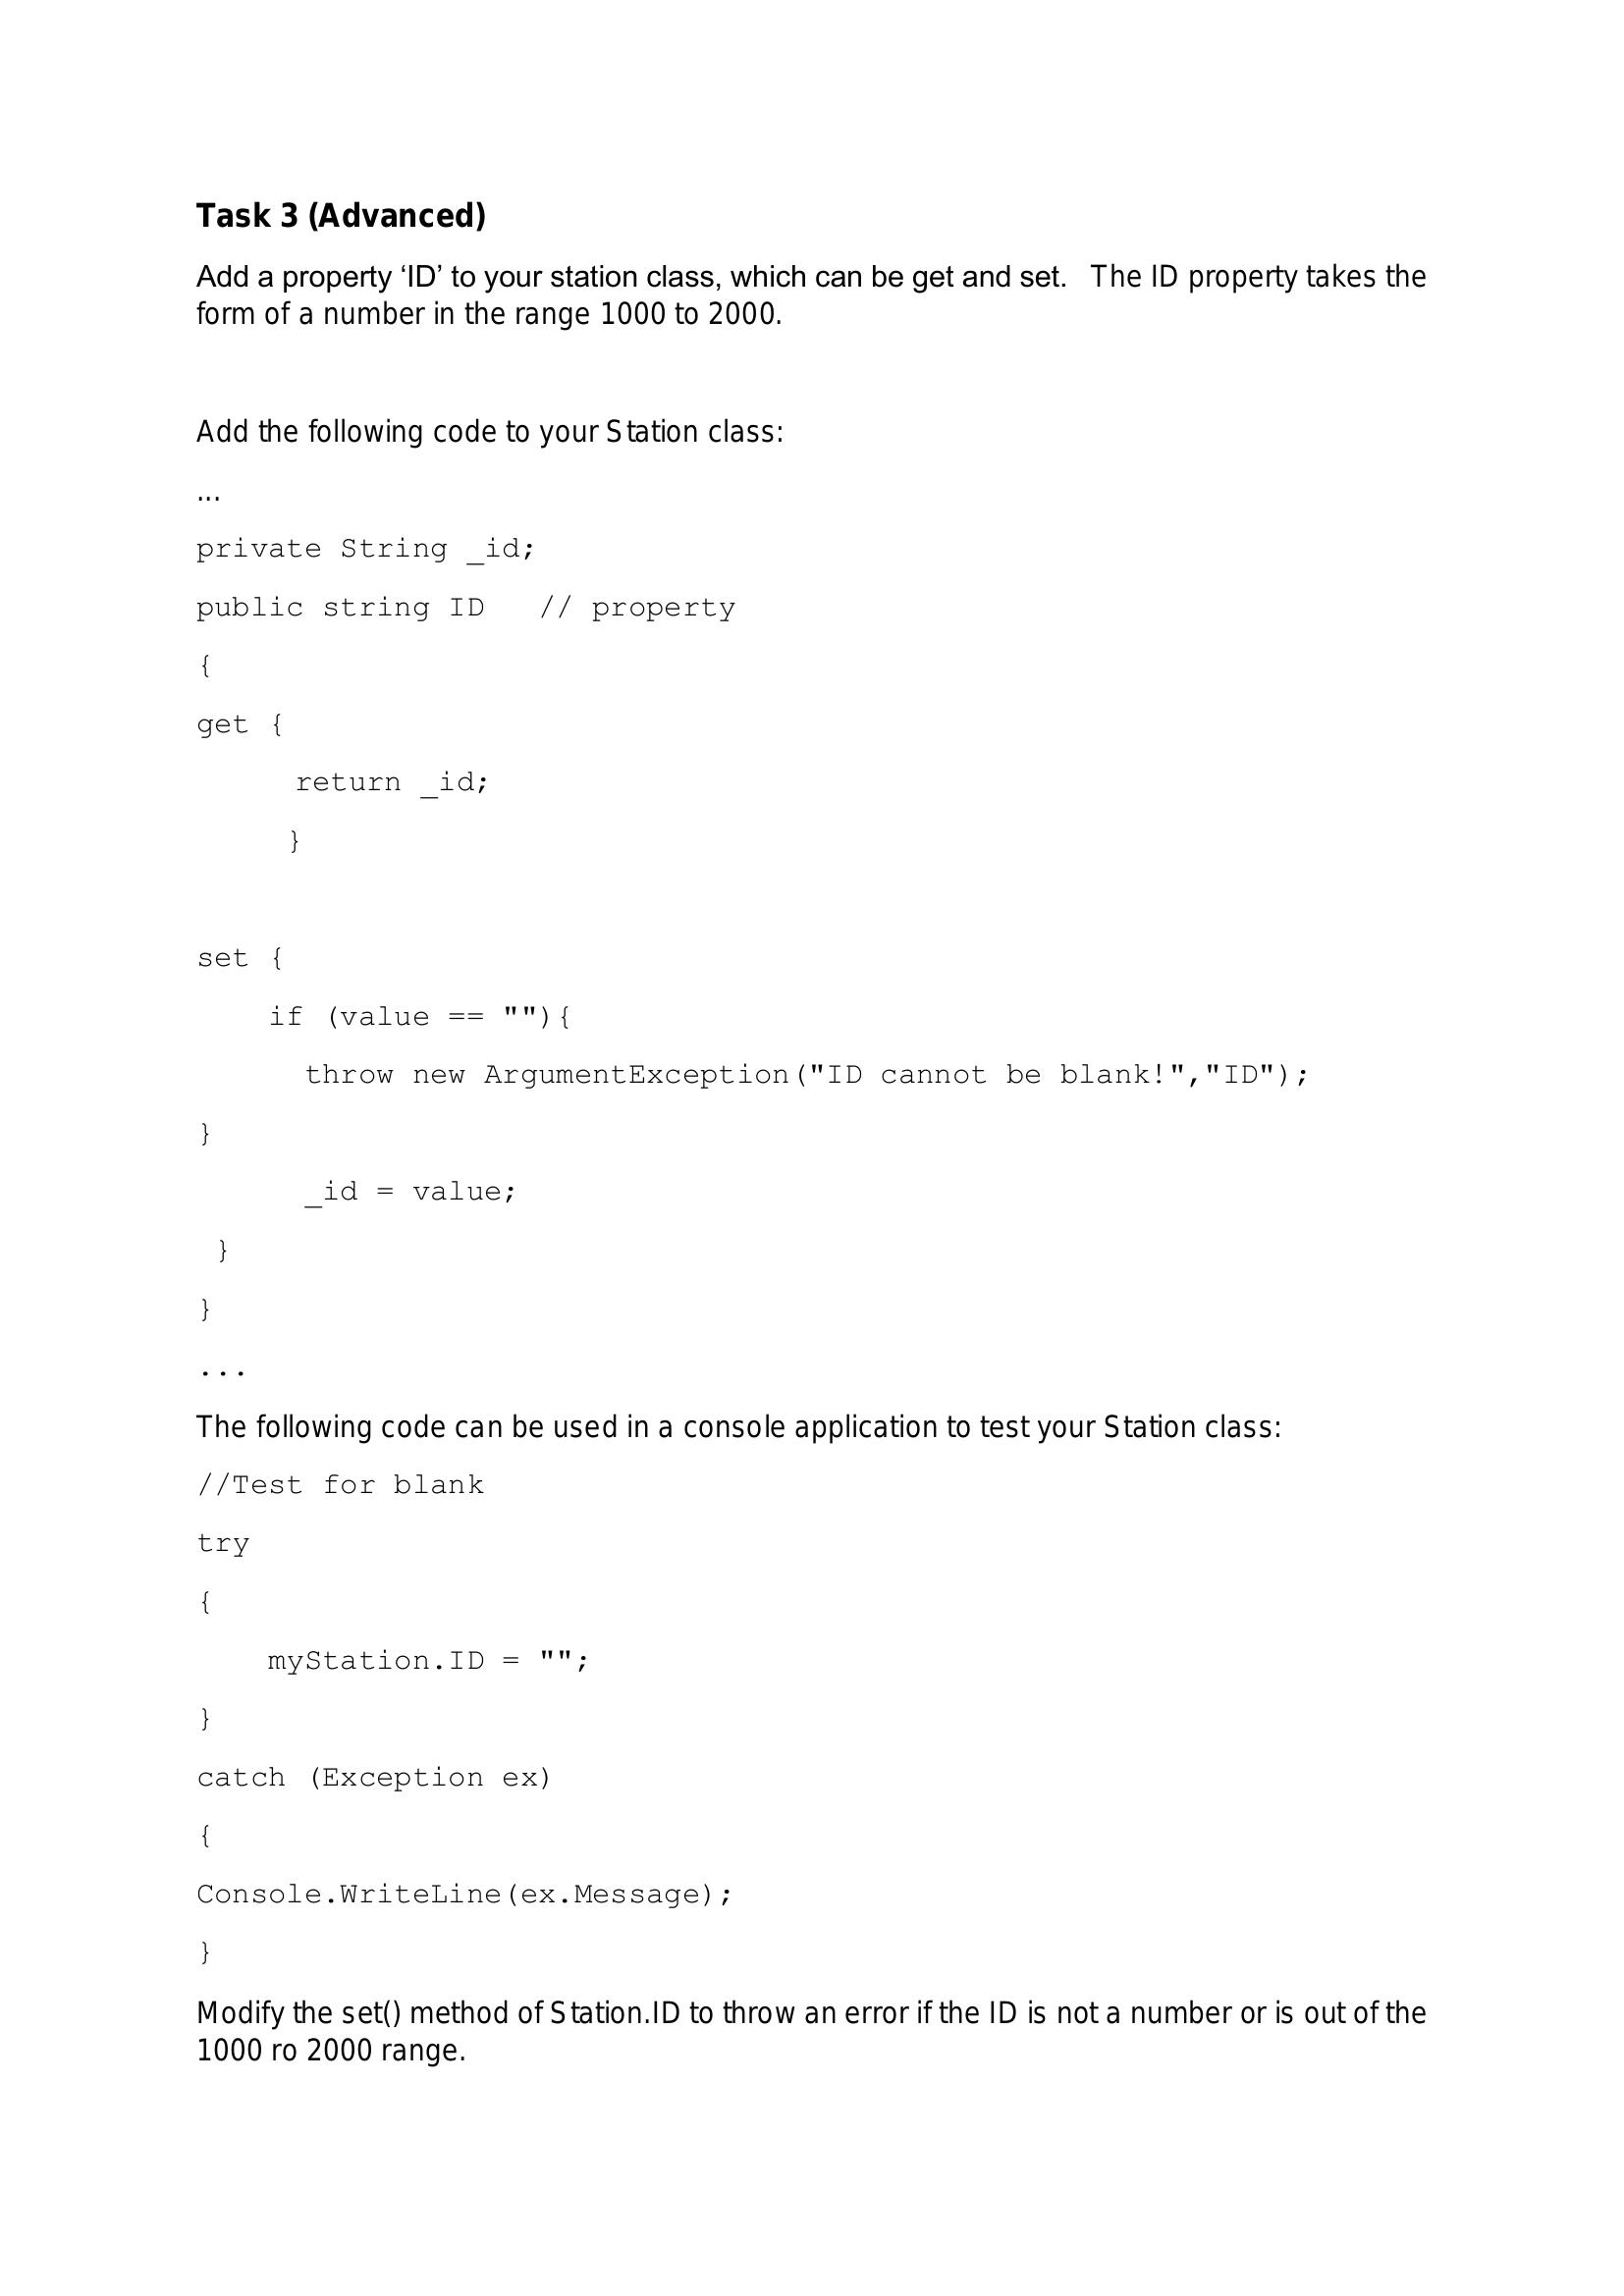 Task 3 (Advanced)
Add a property ‘ID’ to your station class, which can be get and set.   The ID property takes the
form of a number in the range 1000 to 2000.
Add the following code to your Station class:
...
private String _id;
public string ID   // property
{
get {
return _id;
}
set {
if (value == ""){
throw new ArgumentException("ID cannot be blank!","ID");
}
_id = value;
}
}
...
The following code can be used in a console application to test your Station class:
//Test for blank
try
{
myStation.ID = "";
}
catch (Exception ex)
{
Console.WriteLine(ex.Message);
}
Modify the set() method of Station.ID to throw an error if the ID is not a number or is out of the
1000 ro 2000 range.